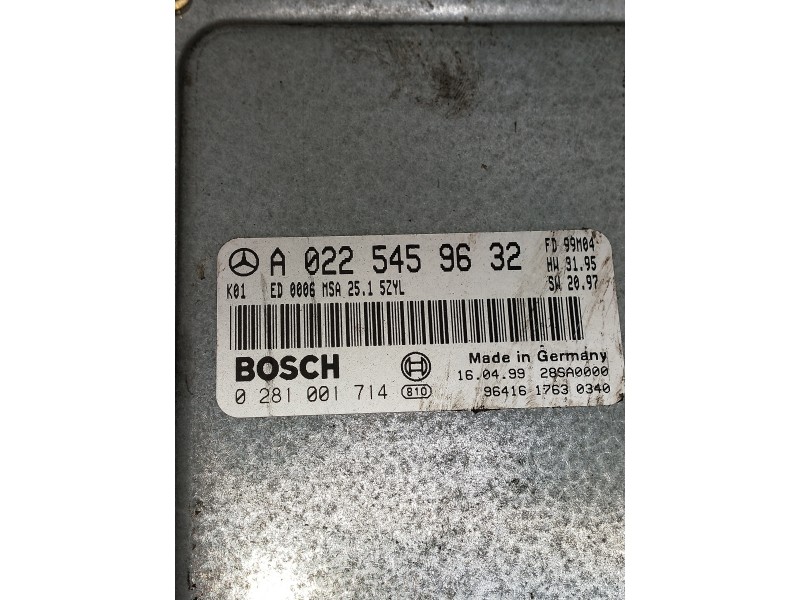 A 022 545 96 32
FD 99M04
HW 31.95
SW 20.97
K01 ED 0006 MSA 25.1 5ZYL
BOSCH
Made in Germany
16.04.99 28SA0000
0 281 001 714 810
96416 1763 0340